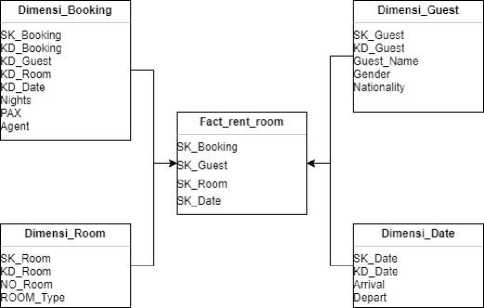 Dimensi_Booking
SK_Booking
KD_Booking
KD_Guest
KD_Room
KD_Date
Nights
PAX
Agent
Dimensi_Guest
SK_Guest
KD_Guest
Guest_Name
Gender
Nationality
Fact_rent_room
SK_Booking
SK_Guest
SK_Room
SK_Date
Dimensi_Room
SK_Room
KD_Room
NO_Room
ROOM_Type
Dimensi_Date
SK_Date
KD_Date
Arrival
Depart